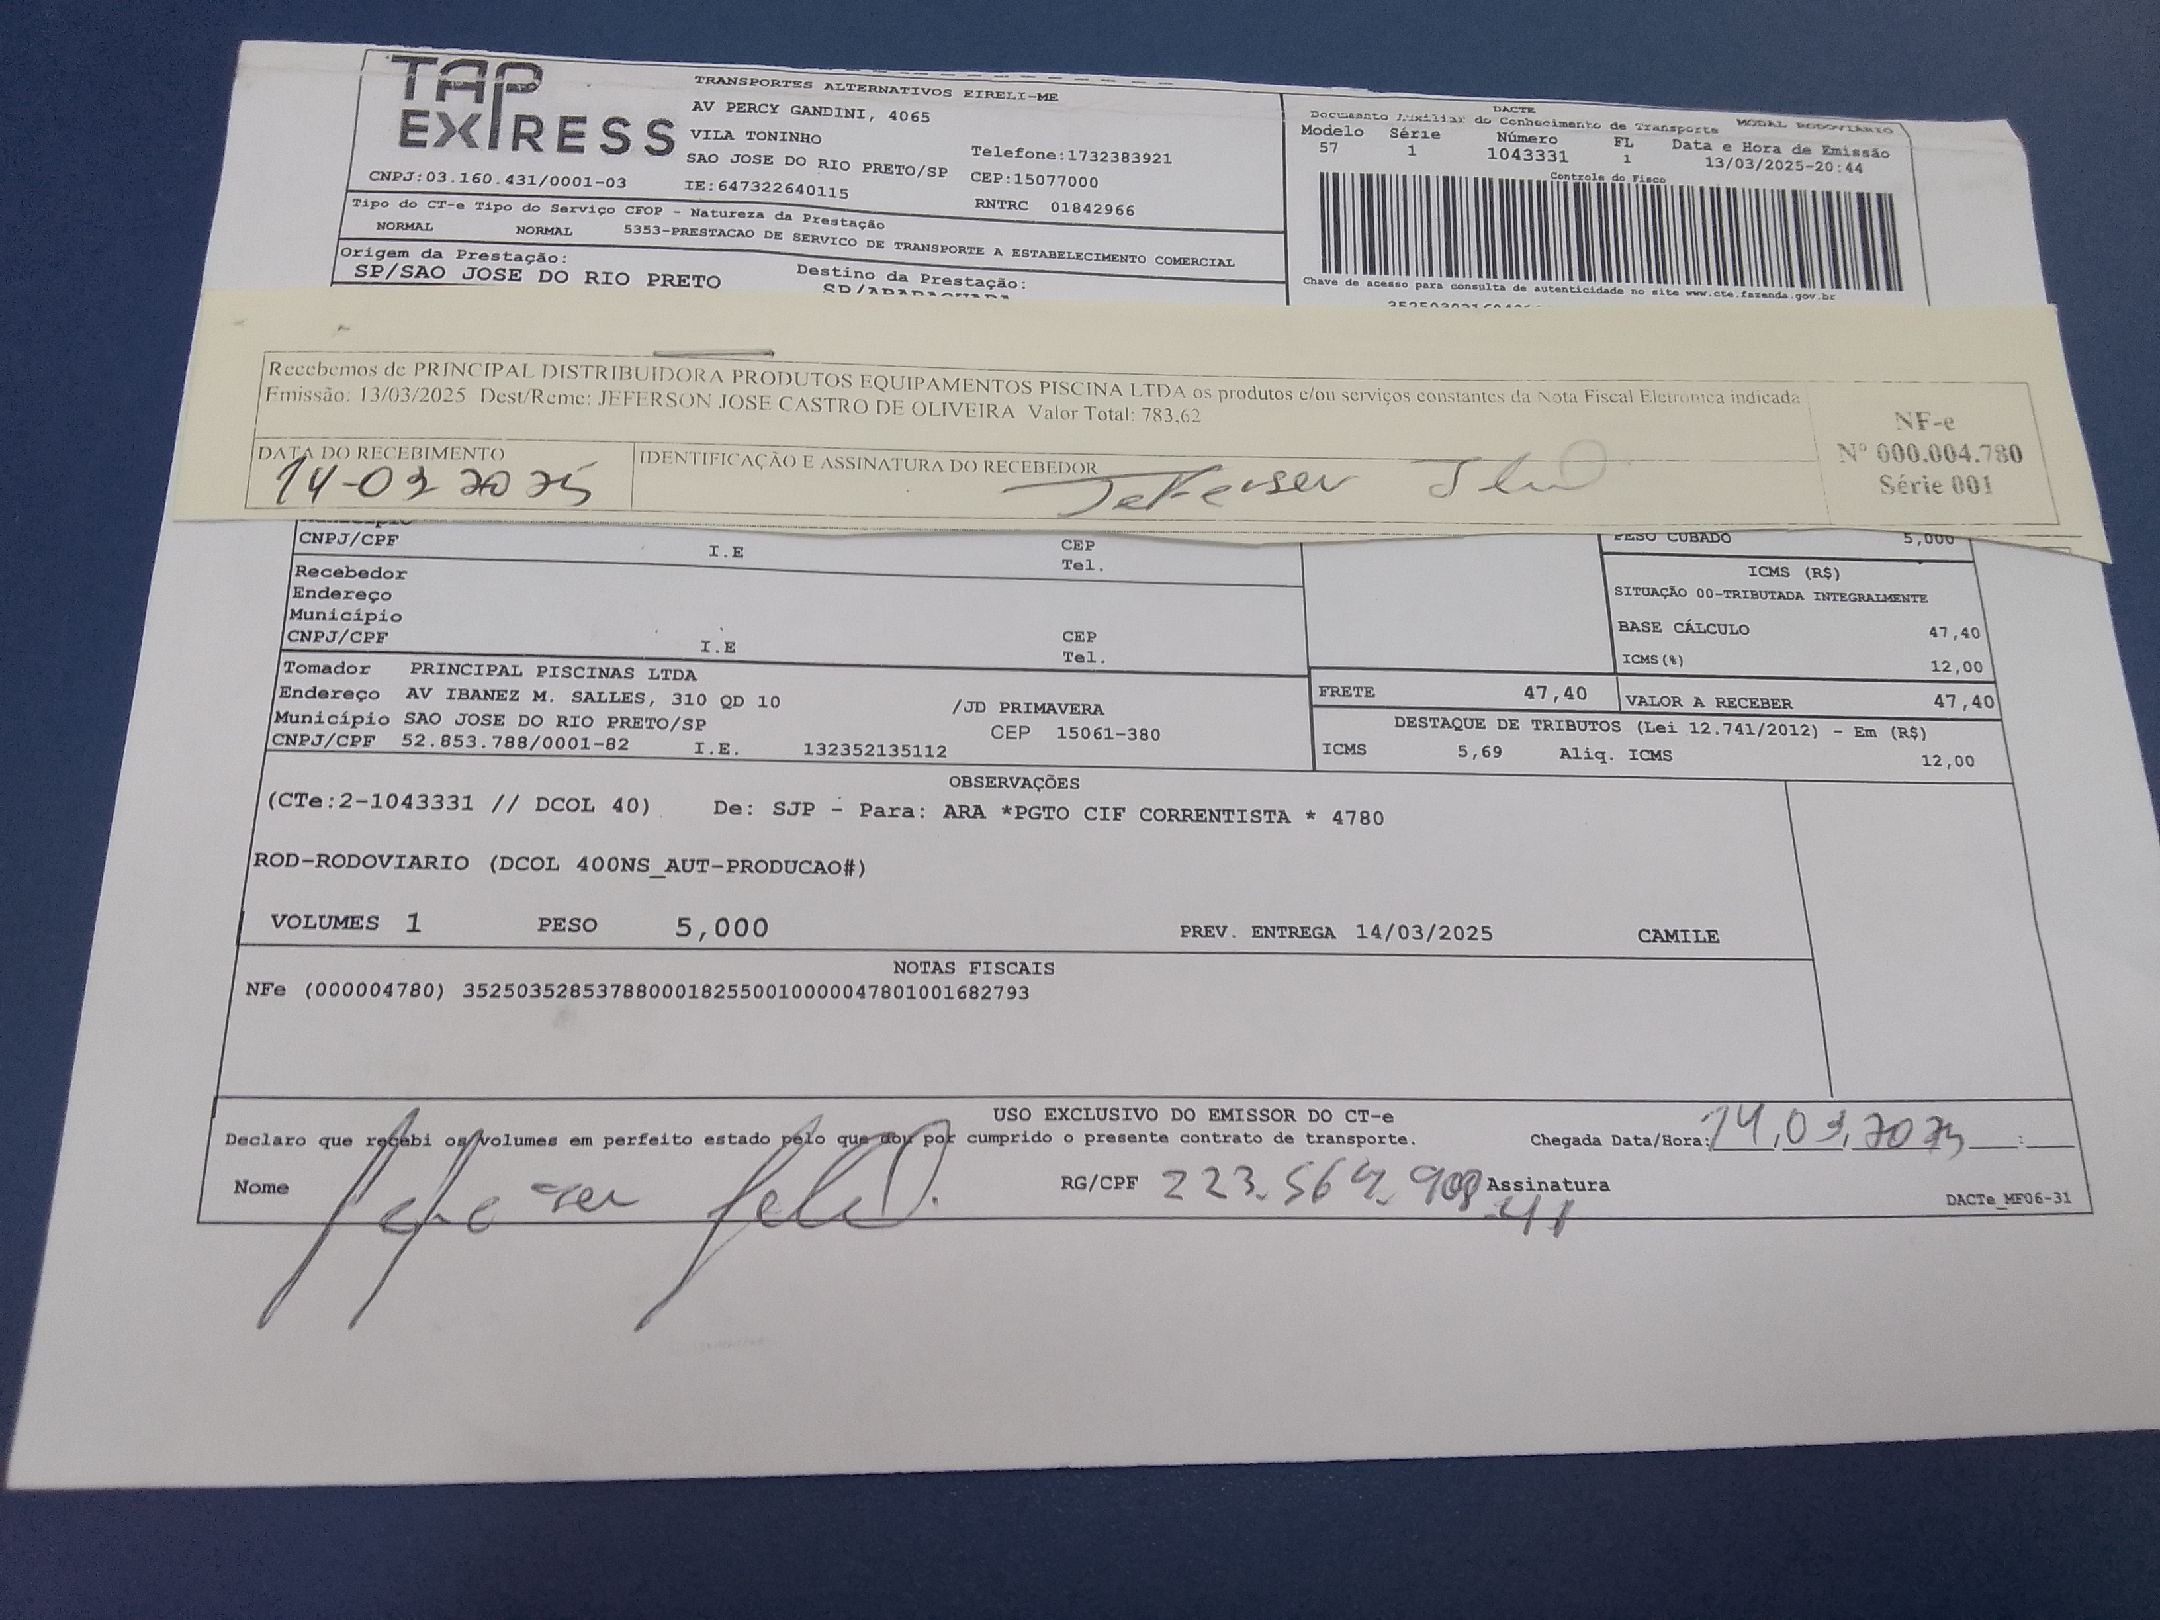 TAP EXPRESS
TRANSPORTES ALTERNATIVOS EIRELI-ME
AV PERCY GANDINI, 4065
VILA TONINHO
SAO JOSE DO RIO PRETO/SP
Telefone:1732383921
CEP:15077000
CNPJ:03.160.431/0001-03 IE:647322640115 RNTRC 01842966
DACTE
Documento Auxiliar do Conhecimento de Transporte MODAL RODOVIÁRIO
Modelo Série Número FL Data e Hora de Emissão
57 1 1043331 1 13/03/2025-20:44
Controle do Fisco
Chave de acesso para consulta de autenticidade no site www.cte.fazenda.gov.br
Tipo do CT-e Tipo do Serviço CFOP - Natureza da Prestação
NORMAL NORMAL 5353-PRESTACAO DE SERVICO DE TRANSPORTE A ESTABELECIMENTO COMERCIAL
Origem da Prestação: Destino da Prestação:
SP/SAO JOSE DO RIO PRETO
Recebemos de PRINCIPAL DISTRIBUIDORA PRODUTOS EQUIPAMENTOS PISCINA LTDA os produtos e/ou serviços constantes da Nota Fiscal Eletronica indicada
Emissão: 13/03/2025 Dest/Reme: JEFERSON JOSE CASTRO DE OLIVEIRA Valor Total: 783,62
NF-e
Nº 000.004.780
Série 001
DATA DO RECEBIMENTO IDENTIFICAÇÃO E ASSINATURA DO RECEBEDOR
14-03 2025
Município
CNPJ/CPF I.E CEP
Tel.
PESO CUBADO 5,000
Recebedor
Endereço
Município
CNPJ/CPF I.E CEP
Tel.
ICMS (R$)
SITUAÇÃO 00-TRIBUTADA INTEGRALMENTE
BASE CÁLCULO 47,40
ICMS(%) 12,00
Tomador PRINCIPAL PISCINAS LTDA
Endereço AV IBANEZ M. SALLES, 310 QD 10 /JD PRIMAVERA
Município SAO JOSE DO RIO PRETO/SP CEP 15061-380
CNPJ/CPF 52.853.788/0001-82 I.E. 132352135112
FRETE 47,40 VALOR A RECEBER 47,40
DESTAQUE DE TRIBUTOS (Lei 12.741/2012) - Em (R$)
ICMS 5,69 Aliq. ICMS 12,00
OBSERVAÇÕES
(CTe:2-1043331 // DCOL 40) De: SJP - Para: ARA *PGTO CIF CORRENTISTA * 4780
ROD-RODOVIARIO (DCOL 400NS_AUT-PRODUCAO#)
VOLUMES 1 PESO 5,000 PREV. ENTREGA 14/03/2025 CAMILE
NOTAS FISCAIS
NFe (000004780) 35250352853788000182550010000047801001682793
USO EXCLUSIVO DO EMISSOR DO CT-e
Declaro que recebi os volumes em perfeito estado pelo que dou por cumprido o presente contrato de transporte. Chegada Data/Hora: 14,03,2025 :
Nome RG/CPF 223.564.908 Assinatura
-41
DACTe_MF06-31